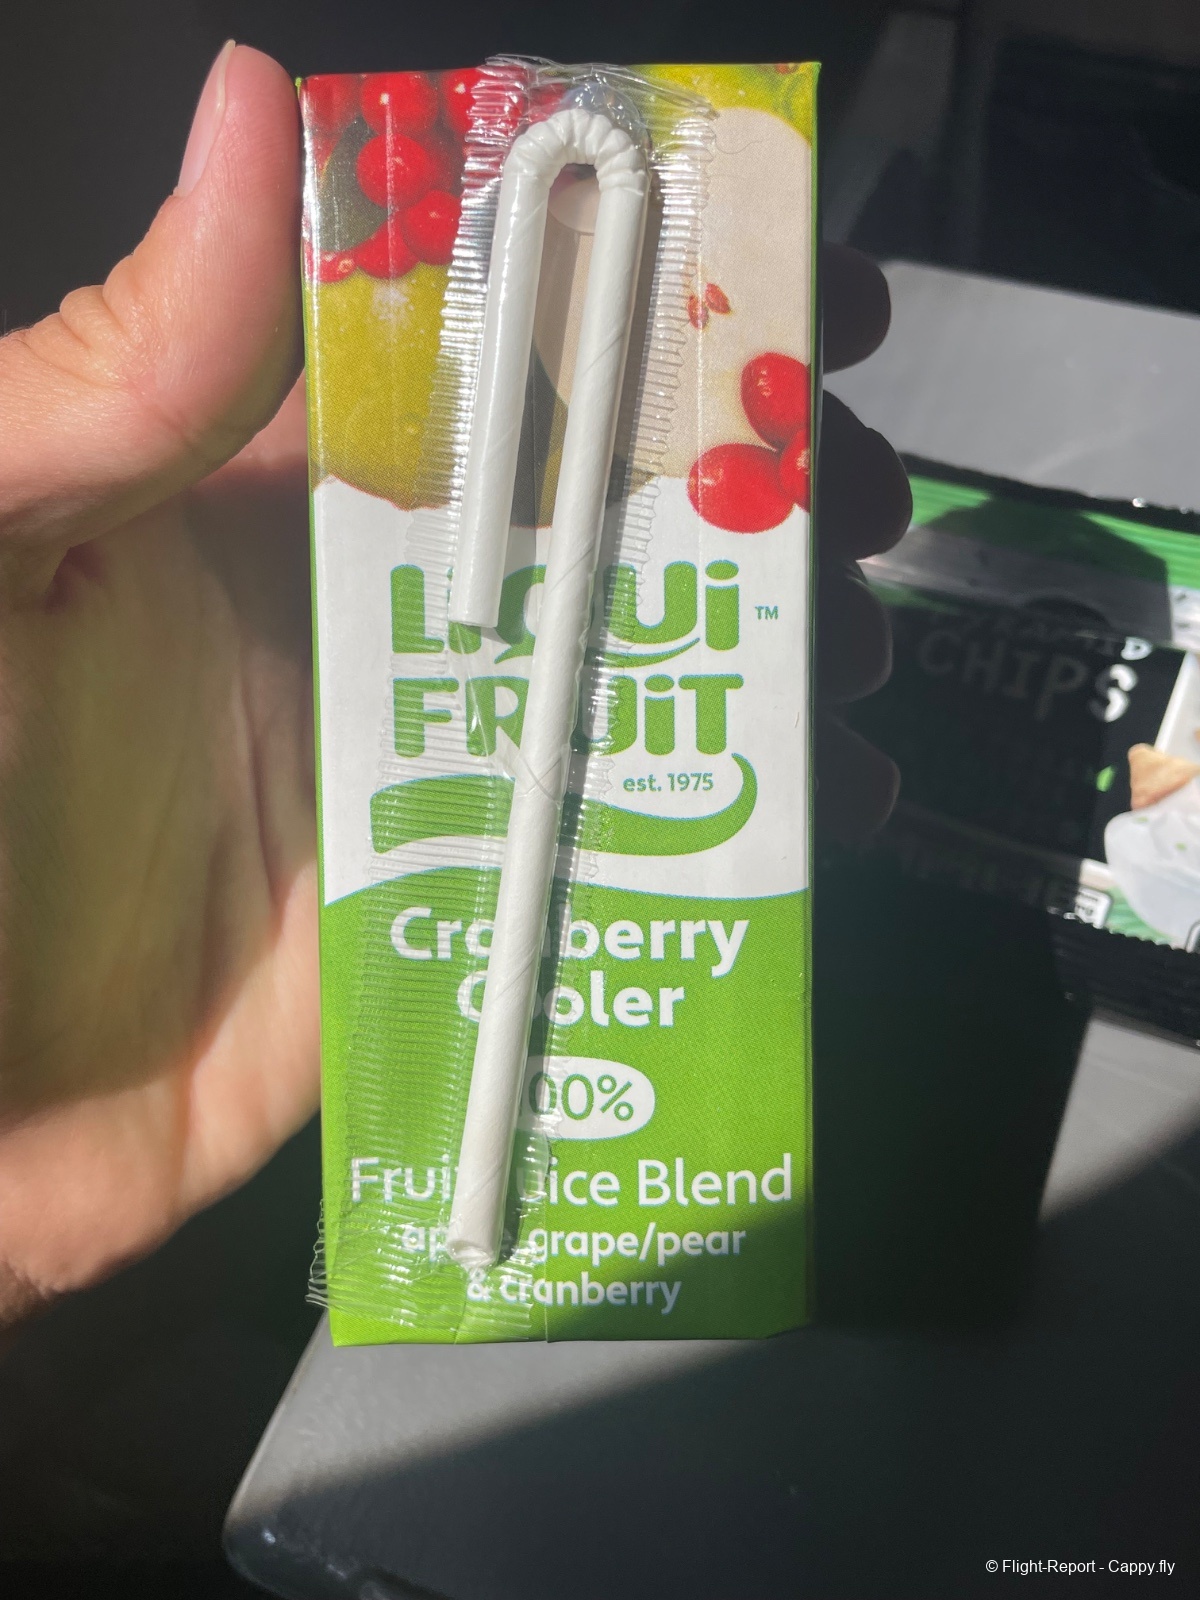 LiQUi
FRUiT
TM
est. 1975
Cranberry
Cooler
100%
Fruit Juice Blend
apple, grape/pear
& cranberry
CHIPS
© Flight-Report - Cappy.fly